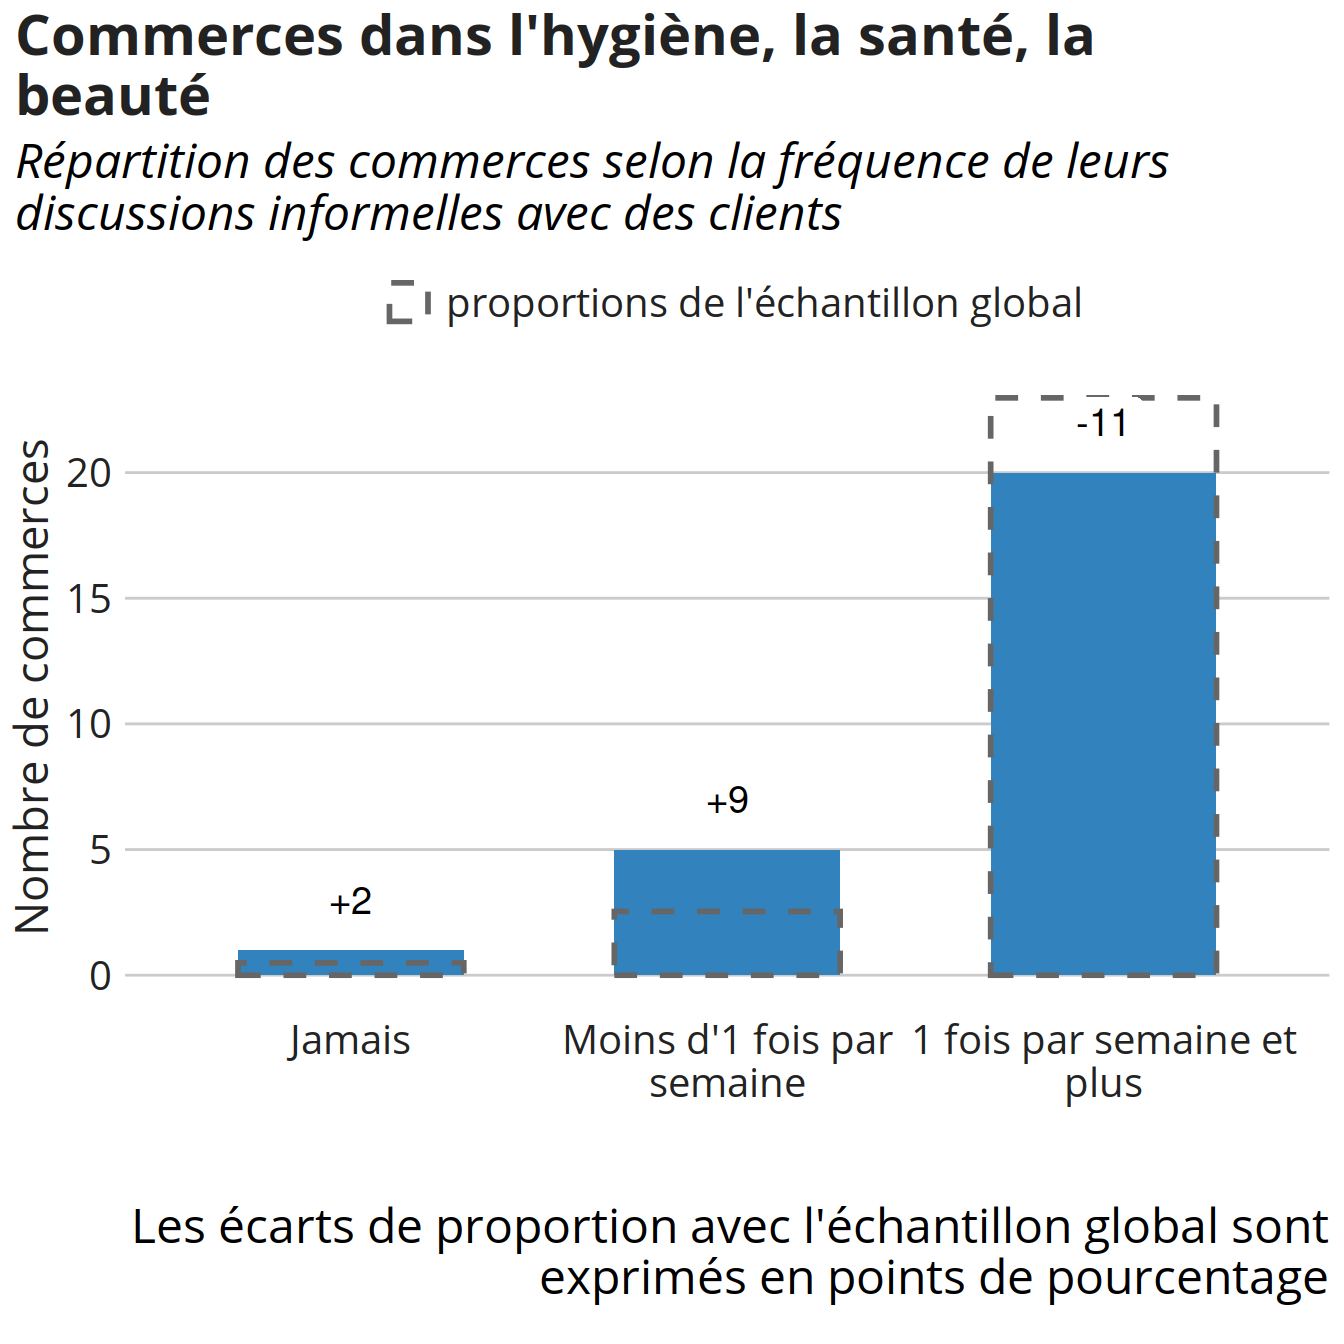 Commerces dans l'hygiène, la santé, la
beauté
Répartition des commerces selon la fréquence de leurs
discussions informelles avec des clients
proportions de l'échantillon global
Nombre de commerces
20
15
10
5
0
+2
+9
-11
Jamais
Moins d'1 fois par
semaine
1 fois par semaine et
plus
Les écarts de proportion avec l'échantillon global sont
exprimés en points de pourcentage